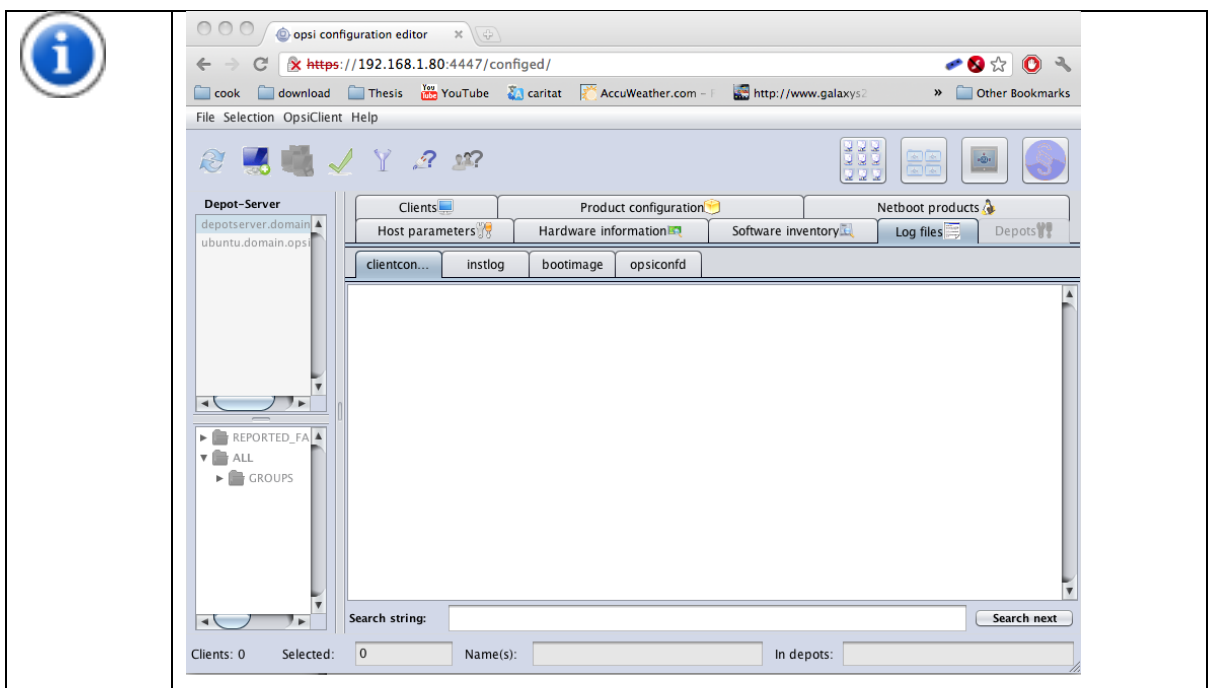 opsi configuration editor
https://192.168.1.80:4447/configed/
cook download Thesis YouTube caritat AccuWeather.com – F http://www.galaxys2 » Other Bookmarks
File Selection OpsiClient Help
Depot-Server
depotserver.domain
ubuntu.domain.opsi
Clients Product configuration Netboot products
Host parameters Hardware information Software inventory Log files Depots
clientcon... instlog bootimage opsiconfd
REPORTED_FA
ALL
GROUPS
Search string: Search next
Clients: 0 Selected: 0 Name(s): In depots: